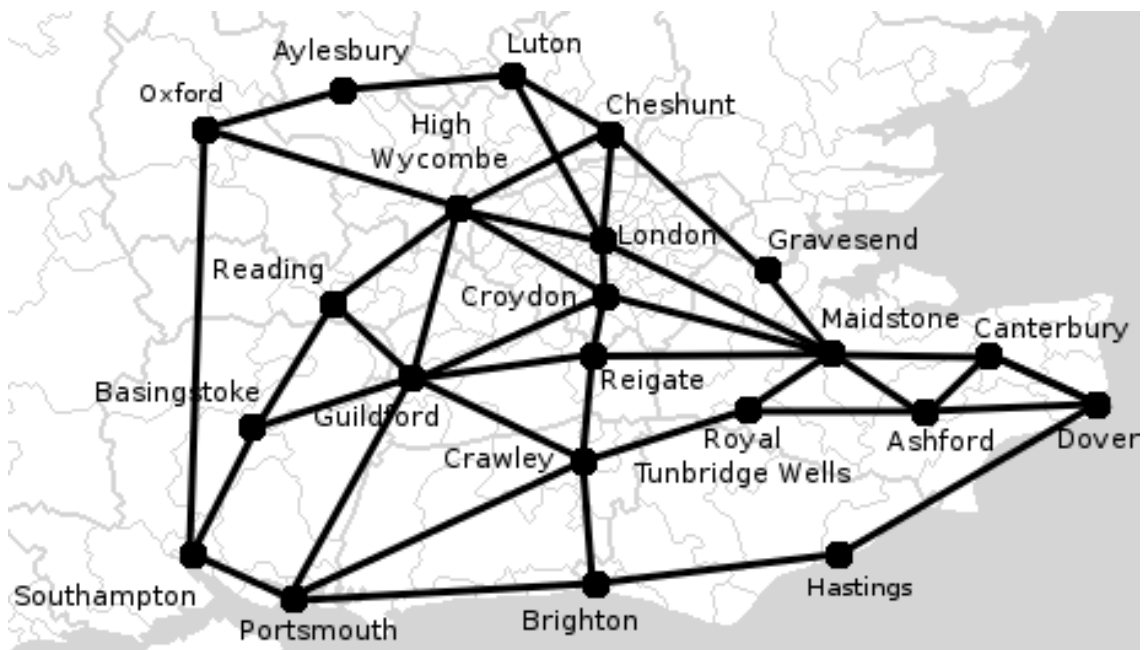 Luton
Aylesbury
Oxford
Cheshunt
High
Wycombe
London
Gravesend
Reading
Croydon
Maidstone
Canterbury
Reigate
Basingstoke
Guildford
Royal
Tunbridge Wells
Ashford
Dover
Crawley
Hastings
Southampton
Brighton
Portsmouth